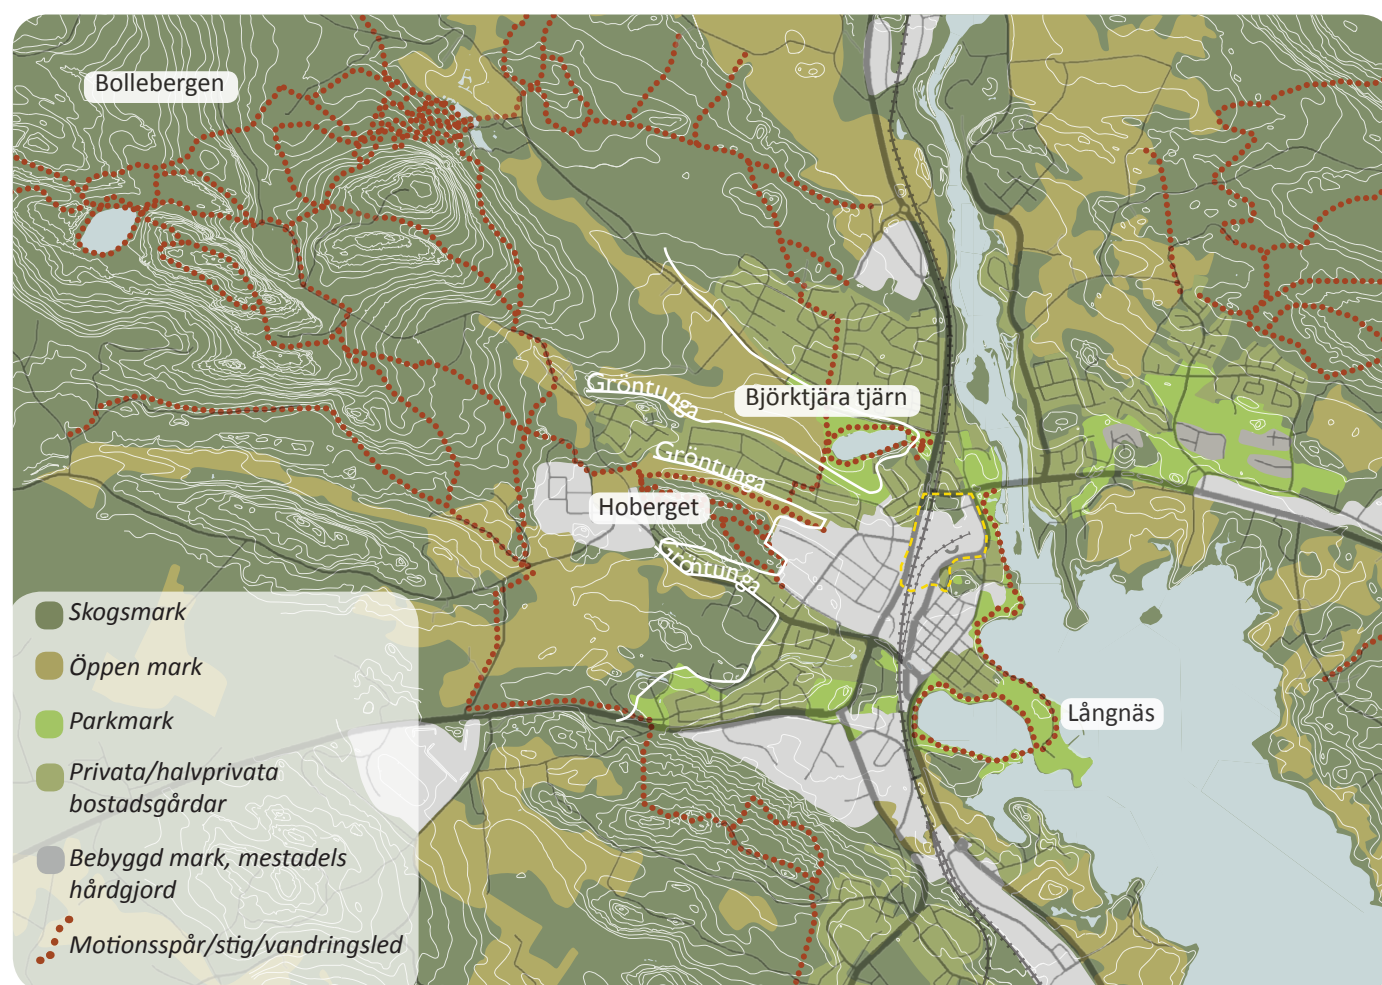 Bollebergen
Gröntunga
Björktjära tjärn
Gröntunga
Hoberget
Gröntunga
Långnäs
Skogsmark
Öppen mark
Parkmark
Privata/halvprivata
bostadsgårdar
Bebyggd mark, mestadels
hårdgjord
Motionsspår/stig/vandringsled